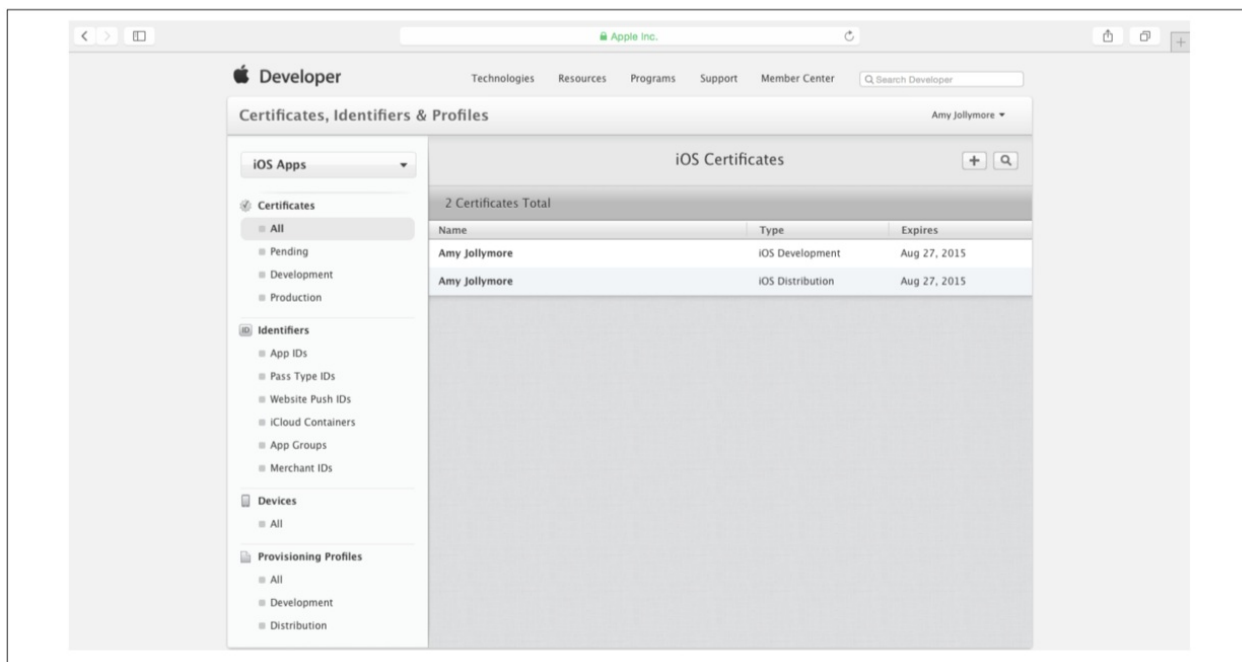 Apple Inc.
Developer
Technologies Resources Programs Support Member Center Search Developer
Certificates, Identifiers & Profiles Amy Jollymore
iOS Apps
iOS Certificates
Certificates
All
Pending
Development
Production
Identifiers
App IDs
Pass Type IDs
Website Push IDs
iCloud Containers
App Groups
Merchant IDs
Devices
All
Provisioning Profiles
All
Development
Distribution
2 Certificates Total
Name Type Expires
Amy Jollymore iOS Development Aug 27, 2015
Amy Jollymore iOS Distribution Aug 27, 2015